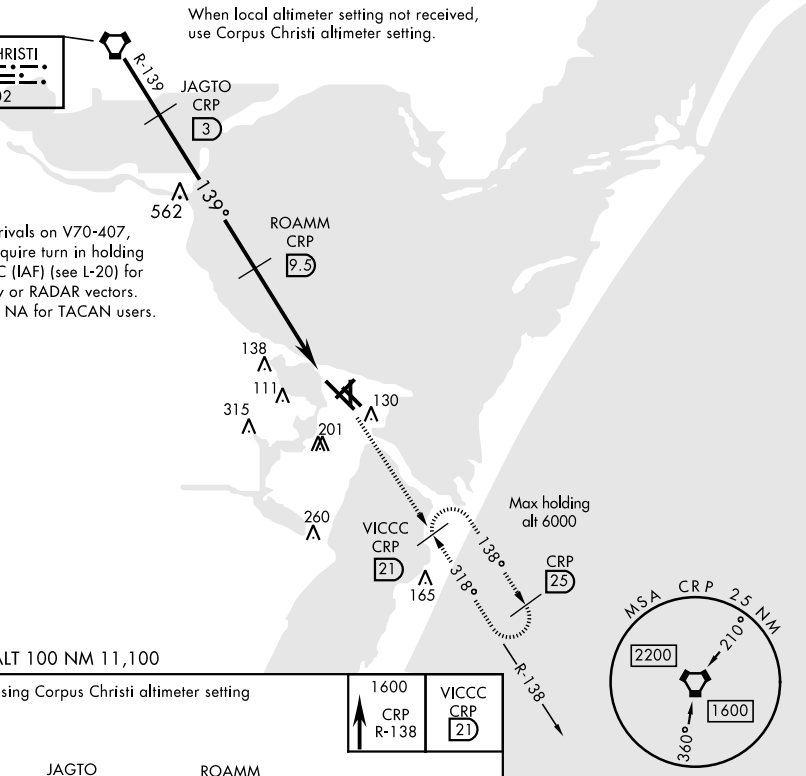 When local altimeter setting not received,
use Corpus Christi altimeter setting.
HRISTI
02
R-139
JAGTO
CRP
3
562
139°
ROAMM
CRP
9.5
rivals on V70-407,
quire turn in holding
C (IAF) (see L-20) for
y or RADAR vectors.
NA for TACAN users.
138
111
315
130
201
260
VICCC
CRP
21
Max holding
alt 6000
138°
318°
CRP
25
165
R-138
MSA CRP 25 NM
210°
2200
1600
360°
ALT 100 NM 11,100
sing Corpus Christi altimeter setting
1600
CRP
R-138
VICCC
CRP
21
JAGTO
ROAMM